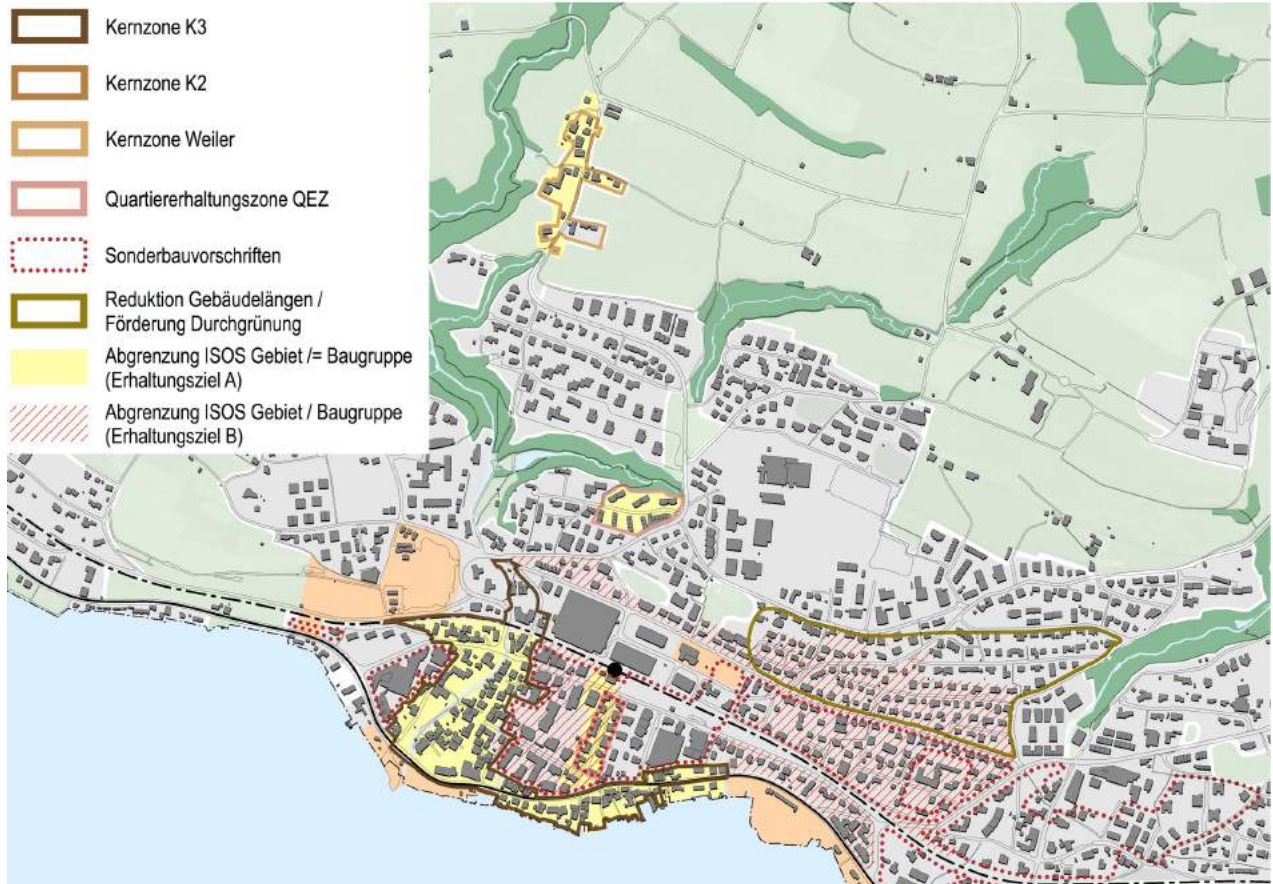 Kernzone K3
Kernzone K2
Kernzone Weiler
Quartiererhaltungszone QEZ
Sonderbauvorschriften
Reduktion Gebäudelängen /
Förderung Durchgrünung
Abgrenzung ISOS Gebiet /= Baugruppe
(Erhaltungsziel A)
Abgrenzung ISOS Gebiet / Baugruppe
(Erhaltungsziel B)